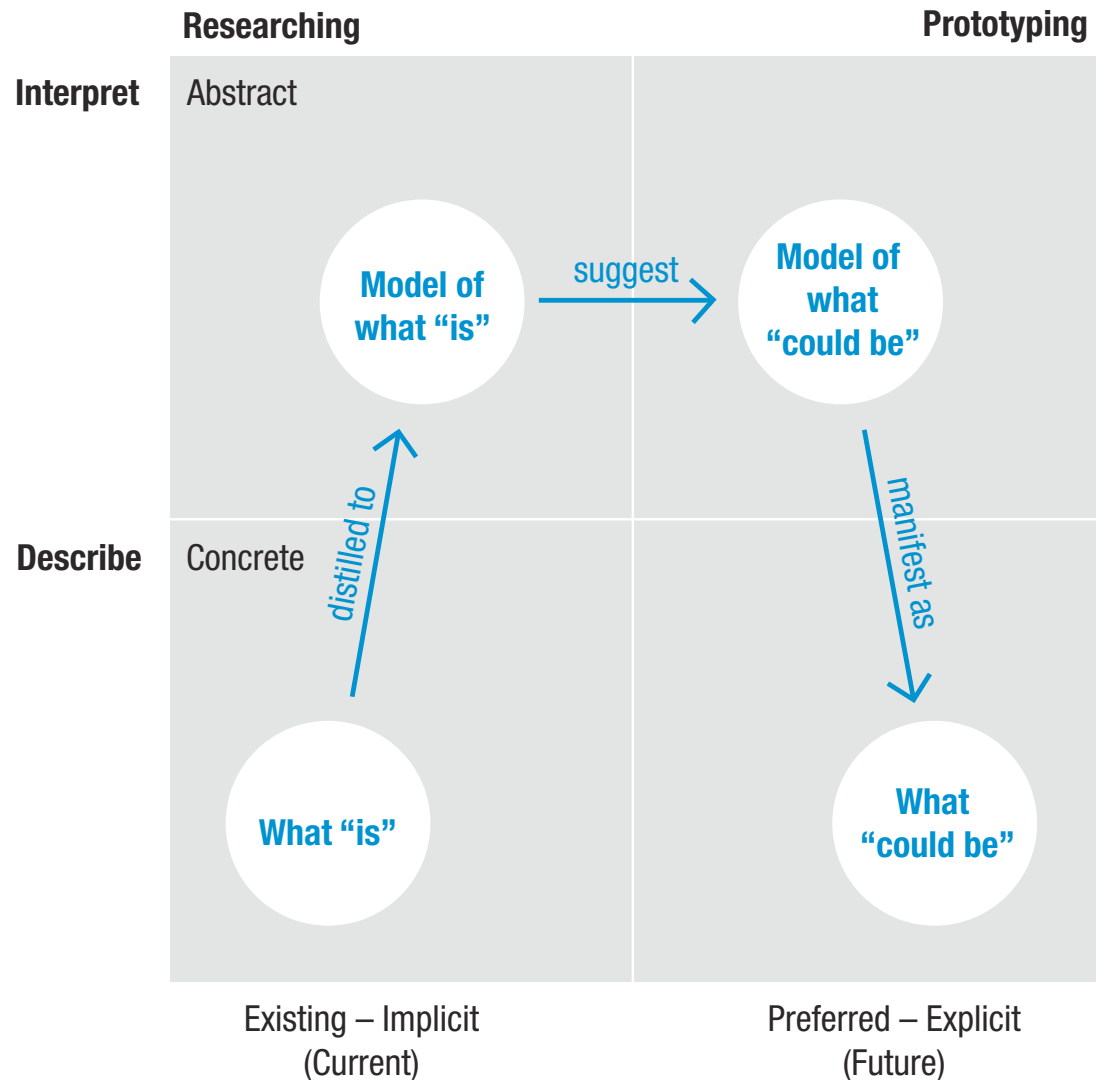 Researching
Prototyping
Interpret
Abstract
Model of
what “is”
suggest
Model of
what
“could be”
distilled to
manifest as
Describe
Concrete
What “is”
What
“could be”
Existing – Implicit
(Current)
Preferred – Explicit
(Future)